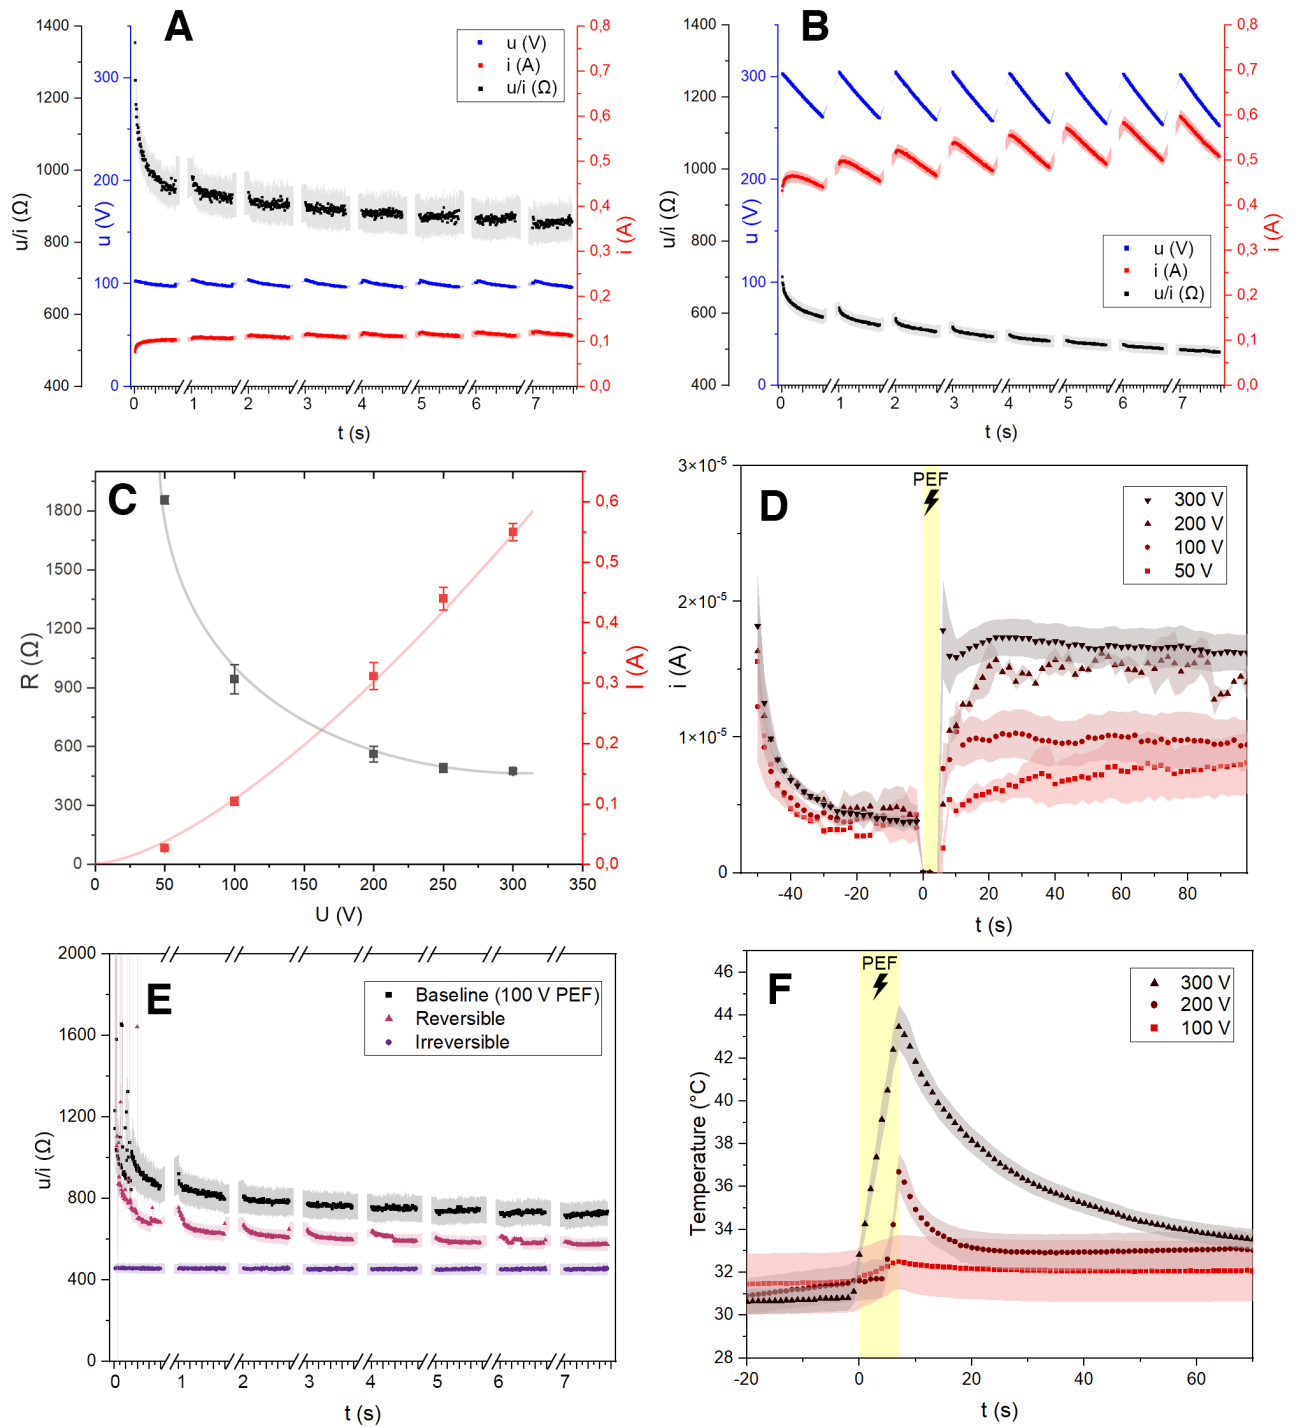 A
1400
1200
1000
800
600
400
u/i (Ω)
300
200
100
0
u (V)
u (V)
i (A)
u/i (Ω)
0,8
0,7
0,6
0,5
0,4
0,3
0,2
0,1
0,0
i (A)
0 1 2 3 4 5 6 7
t (s)
B
1400
1200
1000
800
600
400
u/i (Ω)
300
200
100
0
u (V)
u (V)
i (A)
u/i (Ω)
0,8
0,7
0,6
0,5
0,4
0,3
0,2
0,1
0,0
i (A)
0 1 2 3 4 5 6 7
t (s)
C
1800
1500
1200
900
600
300
0
R (Ω)
0,6
0,5
0,4
0,3
0,2
0,1
0,0
I (A)
0 50 100 150 200 250 300 350
U (V)
D
PEF
300 V
200 V
100 V
50 V
3×10⁻⁵
2×10⁻⁵
1×10⁻⁵
0
i (A)
-40 -20 0 20 40 60 80
t (s)
E
Baseline (100 V PEF)
Reversible
Irreversible
2000
1600
1200
800
400
0
u/i (Ω)
0 1 2 3 4 5 6 7
t (s)
F
PEF
300 V
200 V
100 V
46
44
42
40
38
36
34
32
30
28
Temperature (°C)
-20 0 20 40 60
t (s)